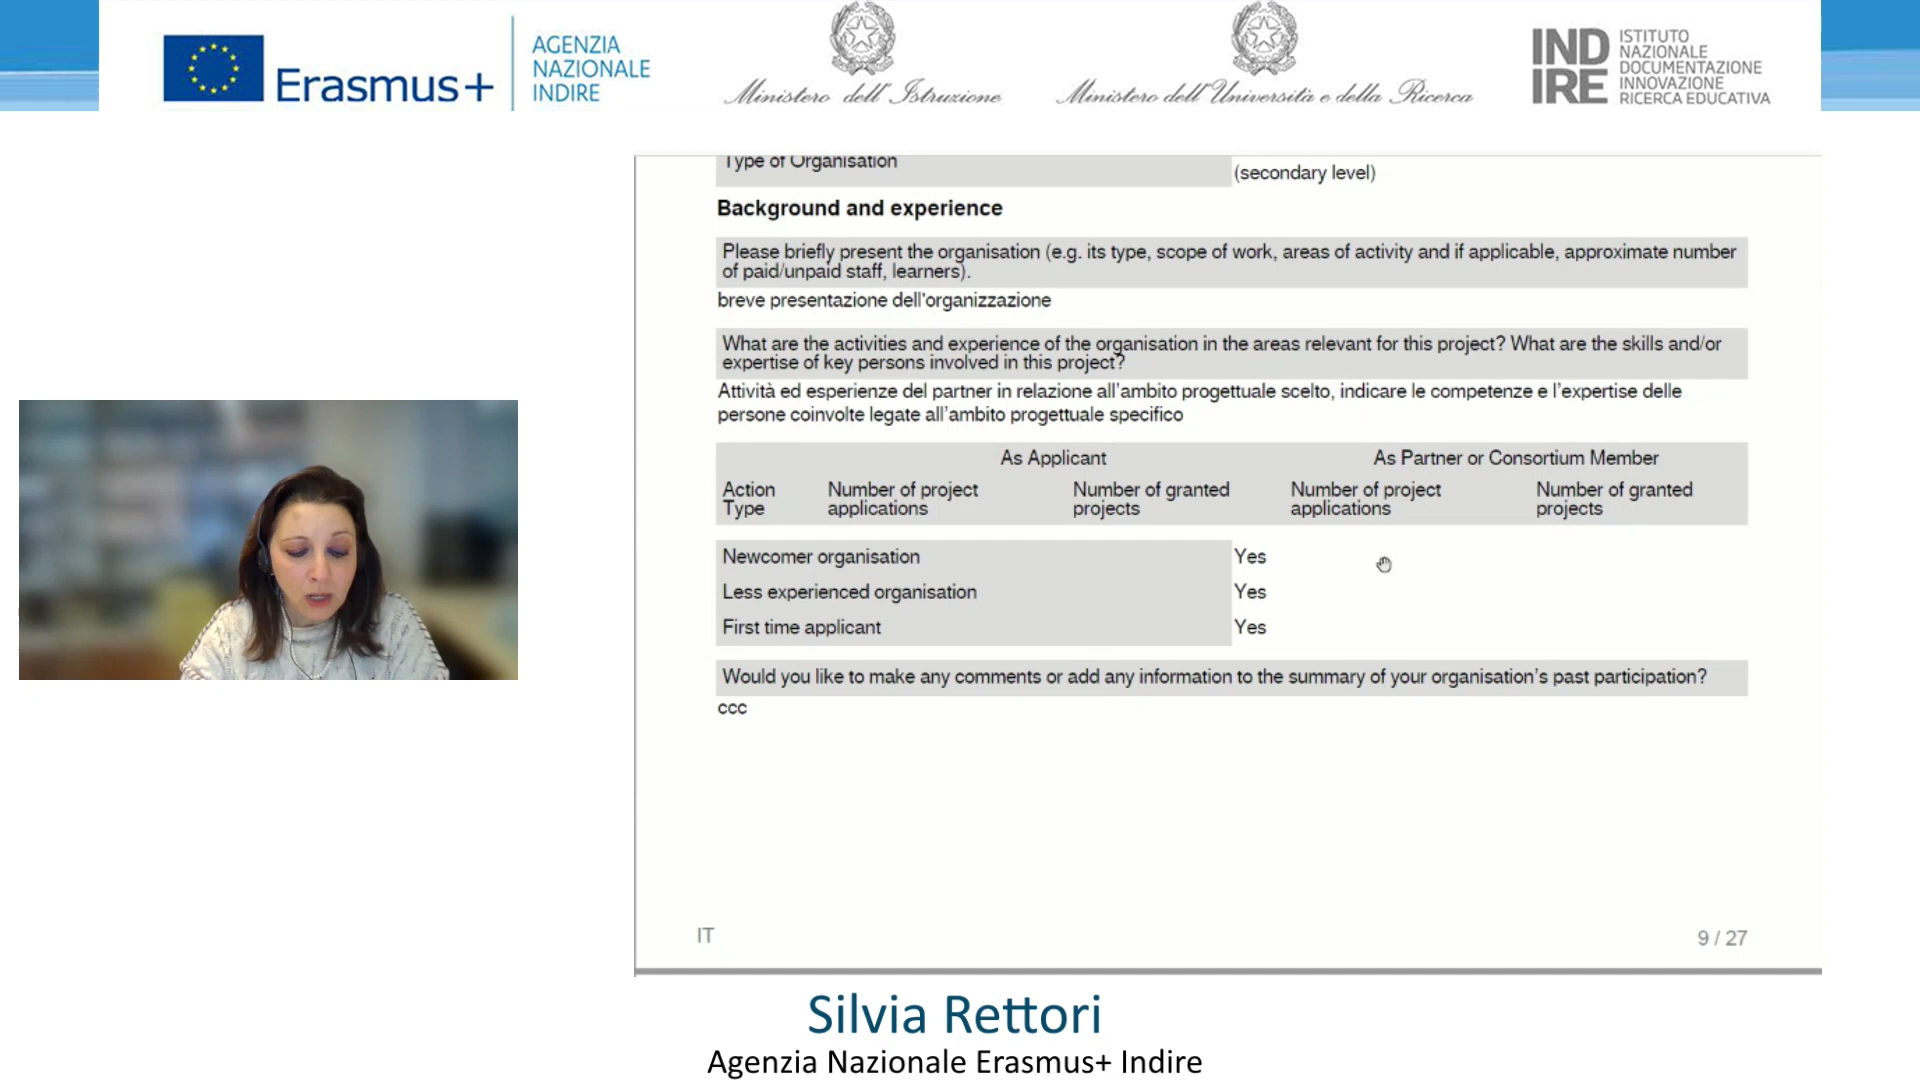 Erasmus+
AGENZIA
NAZIONALE
INDIRE
Ministero dell'Istruzione
Ministero dell'Università e della Ricerca
IND
IRE
ISTITUTO
NAZIONALE
DOCUMENTAZIONE
INNOVAZIONE
RICERCA EDUCATIVA
Type of Organisation
(secondary level)
Background and experience
Please briefly present the organisation (e.g. its type, scope of work, areas of activity and if applicable, approximate number
of paid/unpaid staff, learners).
breve presentazione dell'organizzazione
What are the activities and experience of the organisation in the areas relevant for this project? What are the skills and/or
expertise of key persons involved in this project?
Attività ed esperienze del partner in relazione all'ambito progettuale scelto, indicare le competenze e l'expertise delle
persone coinvolte legate all'ambito progettuale specifico
As Applicant As Partner or Consortium Member
Action Number of project Number of granted Number of project Number of granted
Type applications projects applications projects
Newcomer organisation Yes
Less experienced organisation Yes
First time applicant Yes
Would you like to make any comments or add any information to the summary of your organisation's past participation?
ccc
IT 9 / 27
Silvia Rettori
Agenzia Nazionale Erasmus+ Indire